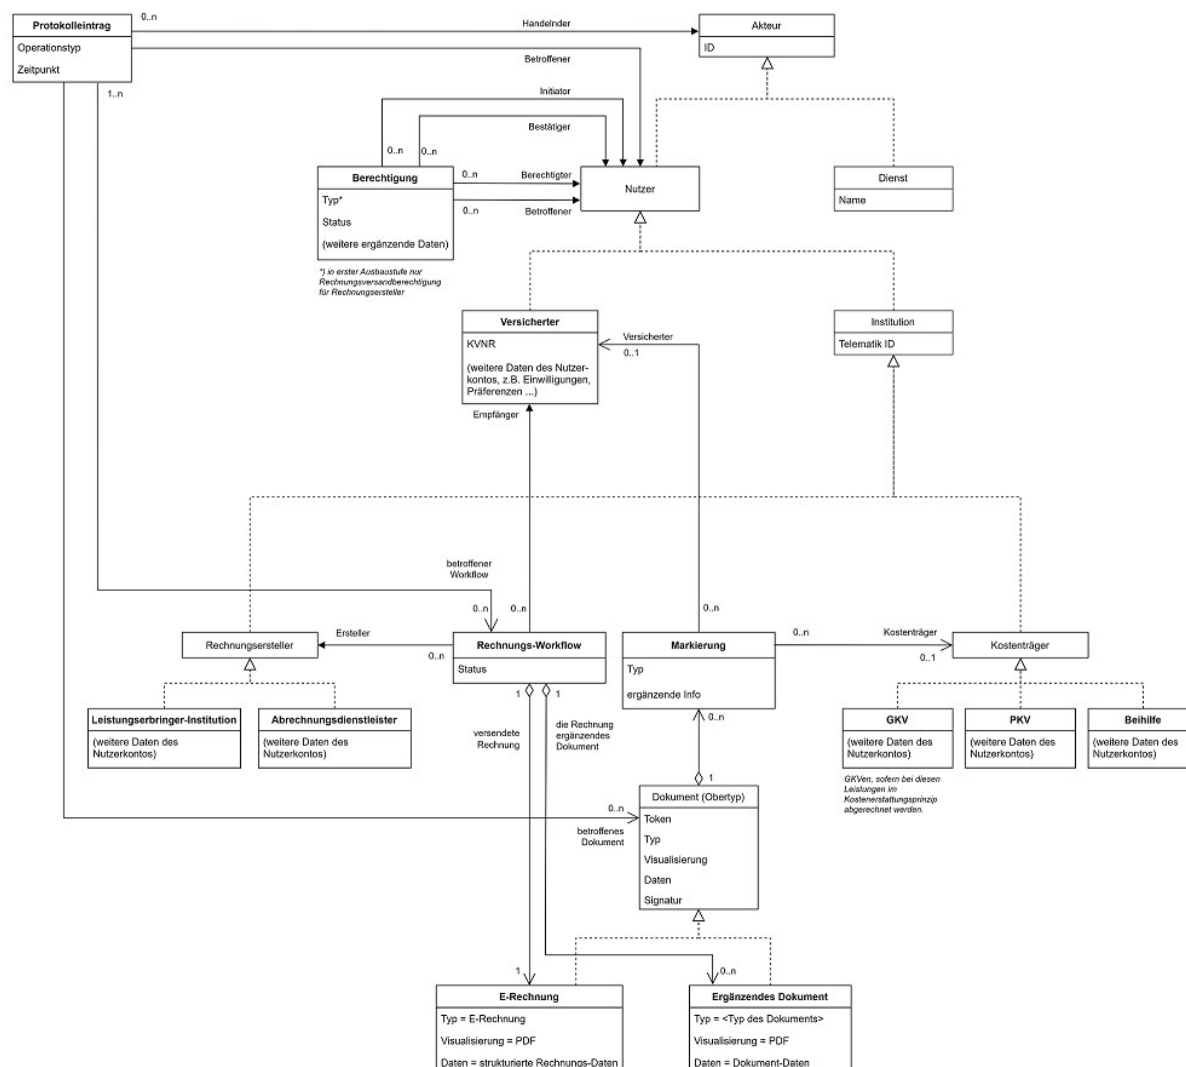 Protokolleintrag
Operationstyp
Zeitpunkt
0..n
Handelnder
Akteur
ID
Betroffener
1..n
Initiator
Bestätiger
0..n
0..n
Berechtigung
Typ*
Status
(weitere ergänzende Daten)
*) in erster Ausbaustufe nur
Rechnungsversandberechtigung
für Rechnungsersteller
0..n
Berechtigter
0..n
Betroffener
Nutzer
Dienst
Name
Versicherter
KVNR
(weitere Daten des Nutzer-
kontos, z.B. Einwilligungen,
Präferenzen ...)
Versicherter
0..1
Institution
Telematik ID
Empfänger
betroffener
Workflow
0..n
0..n
0..n
Rechnungsersteller
Ersteller
0..n
Rechnungs-Workflow
Status
Markierung
Typ
ergänzende Info
0..n
Kostenträger
0..1
Kostenträger
Leistungserbringer-Institution
(weitere Daten des
Nutzerkontos)
Abrechnungsdienstleister
(weitere Daten des
Nutzerkontos)
1
1
versendete
Rechnung
die Rechnung
ergänzendes
Dokument
0..n
1
GKV
(weitere Daten des
Nutzerkontos)
GKVen, sofern bei diesen
Leistungen im
Kostenerstattungsprinzip
abgerechnet werden.
PKV
(weitere Daten des
Nutzerkontos)
Beihilfe
(weitere Daten des
Nutzerkontos)
Dokument (Obertyp)
Token
Typ
Visualisierung
Daten
Signatur
0..n
betroffenes
Dokument
1
0..n
E-Rechnung
Typ = E-Rechnung
Visualisierung = PDF
Daten = strukturierte Rechnungs-Daten
Ergänzendes Dokument
Typ = <Typ des Dokuments>
Visualisierung = PDF
Daten = Dokument-Daten